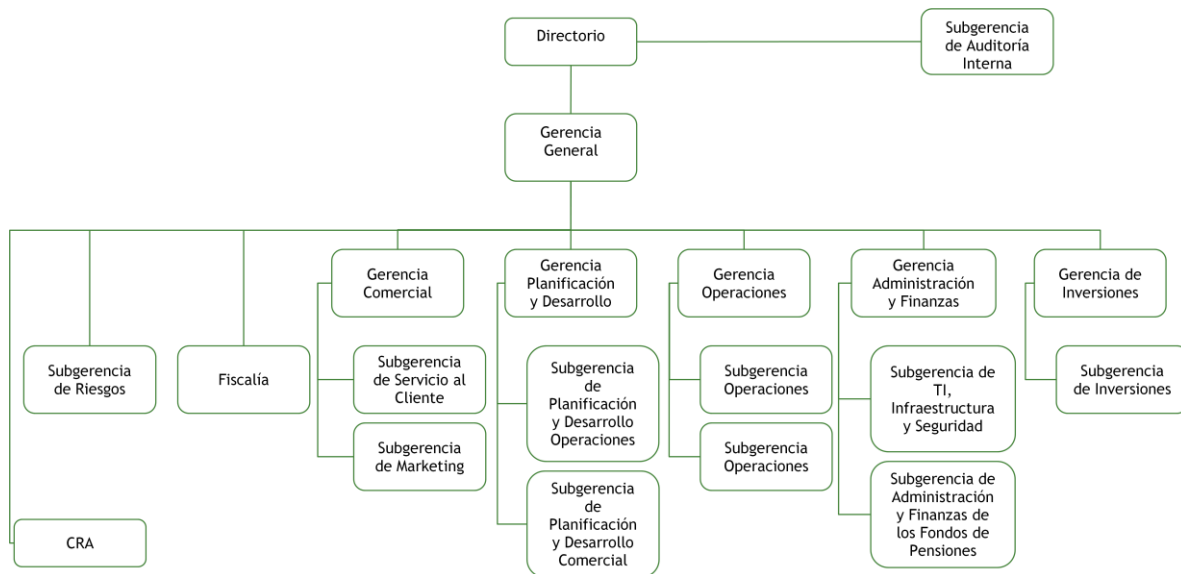 Directorio
Subgerencia
de Auditoría
Interna
Gerencia
General
Gerencia
Comercial
Gerencia
Planificación
y Desarrollo
Gerencia
Operaciones
Gerencia
Administración
y Finanzas
Gerencia de
Inversiones
Subgerencia
de Riesgos
Fiscalía
Subgerencia
de Servicio al
Cliente
Subgerencia
de
Planificación
y Desarrollo
Operaciones
Subgerencia
Operaciones
Subgerencia de
TI,
Infraestructura
y Seguridad
Subgerencia
de Inversiones
Subgerencia
de Marketing
Subgerencia
Operaciones
Subgerencia
de
Planificación
y Desarrollo
Comercial
Subgerencia de
Administración
y Finanzas de
los Fondos de
Pensiones
CRA